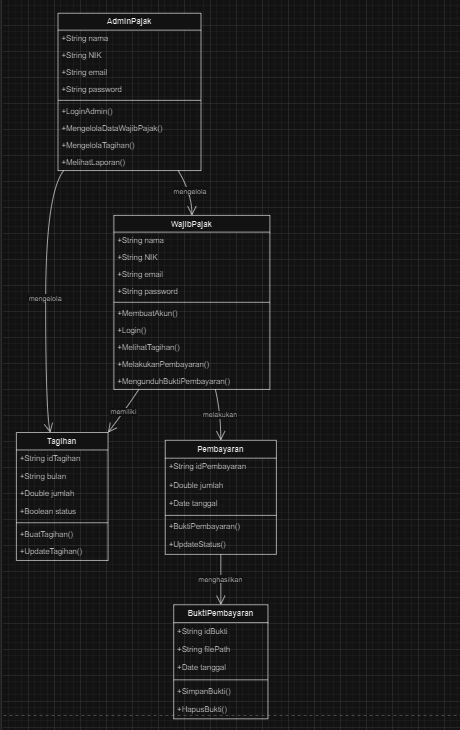 AdminPajak
+String nama
+String NIK
+String email
+String password
+LoginAdmin()
+MengelolaDataWajibPajak()
+MengelolaTagihan()
+MelihatLaporan()
mengelola
WajibPajak
+String nama
+String NIK
+String email
+String password
+MembuatAkun()
+Login()
+MelihatTagihan()
+MelakukanPembayaran()
+MengunduhBuktiPembayaran()
mengelola
memiliki
melakukan
Tagihan
+String idTagihan
+String bulan
+Double jumlah
+Boolean status
+BuatTagihan()
+UpdateTagihan()
Pembayaran
+String idPembayaran
+Double jumlah
+Date tanggal
+BuktiPembayaran()
+UpdateStatus()
menghasilkan
BuktiPembayaran
+String idBukti
+String filePath
+Date tanggal
+SimpanBukti()
+HapusBukti()